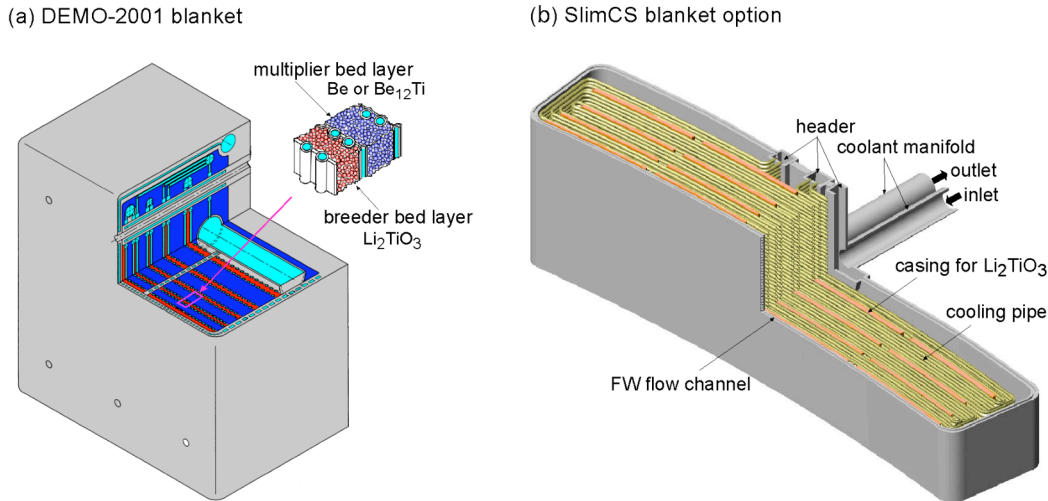 (a) DEMO-2001 blanket
multiplier bed layer
Be or Be₁₂Ti
breeder bed layer
Li₂TiO₃
(b) SlimCS blanket option
header
coolant manifold
outlet
inlet
casing for Li₂TiO₃
cooling pipe
FW flow channel